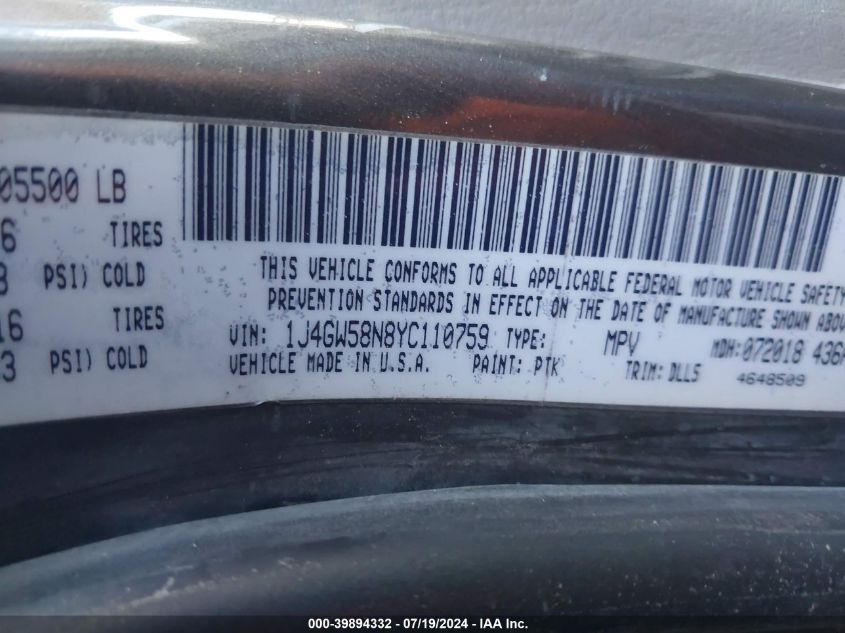 05500 LB
6 TIRES
3 PSI) COLD
16 TIRES
3 PSI) COLD
THIS VEHICLE CONFORMS TO ALL APPLICABLE FEDERAL MOTOR VEHICLE SAFETY
PREVENTION STANDARDS IN EFFECT ON THE DATE OF MANUFACTURE SHOWN ABOV
VIN: 1J4GW58N8YC110759 TYPE: MPV MDH:072018 436
VEHICLE MADE IN U.S.A. PAINT: PTK TRIM: DLL5 4648509
000-39894332 - 07/19/2024 - IAAI, Inc.